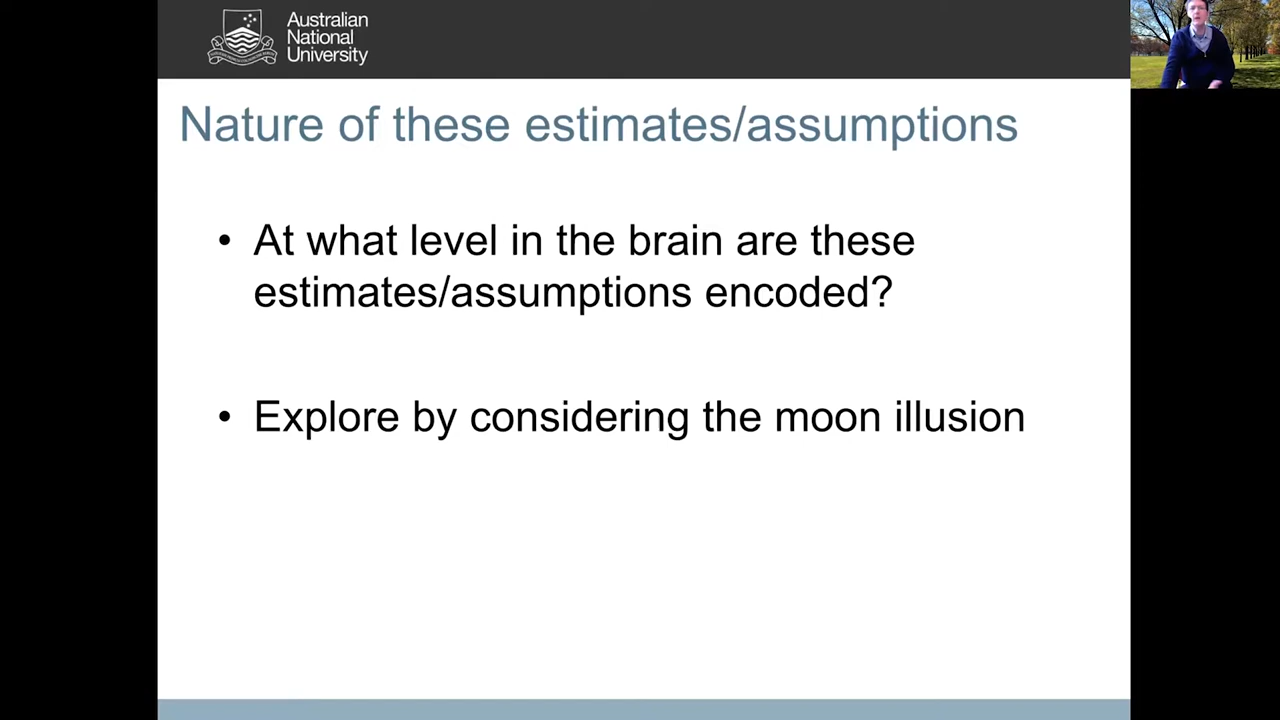 Australian
National
University
Nature of these estimates/assumptions
• At what level in the brain are these
estimates/assumptions encoded?
• Explore by considering the moon illusion